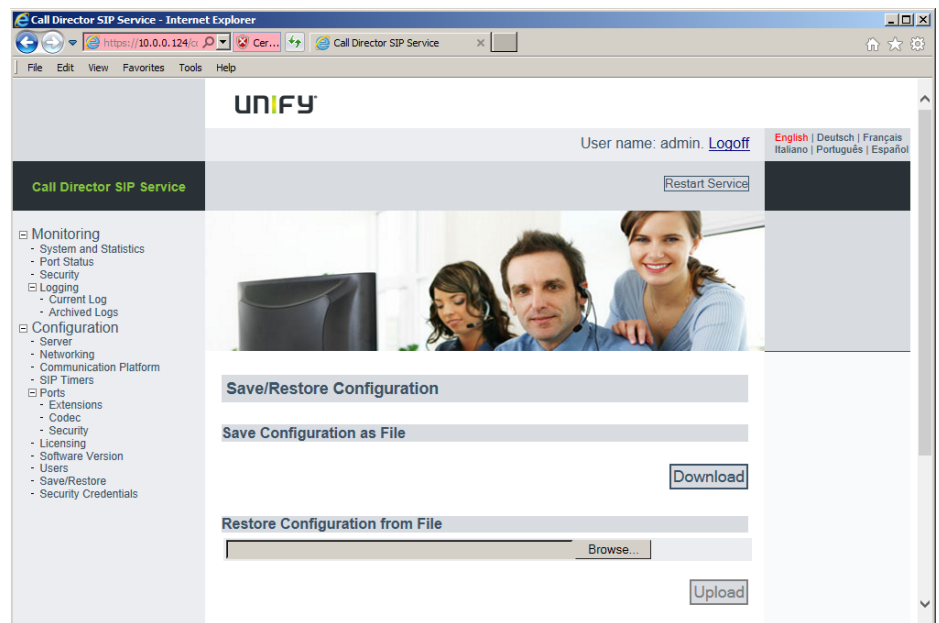 Call Director SIP Service - Internet Explorer
https://10.0.0.124/
Cer...
Call Director SIP Service
File Edit View Favorites Tools Help
UNIFY
User name: admin. Logoff
English | Deutsch | Français
Italiano | Português | Español
Call Director SIP Service
Restart Service
Monitoring
- System and Statistics
- Port Status
- Security
Logging
- Current Log
- Archived Logs
Configuration
- Server
- Networking
- Communication Platform
- SIP Timers
Ports
- Extensions
- Codec
- Security
- Licensing
- Software Version
- Users
- Save/Restore
- Security Credentials
Save/Restore Configuration
Save Configuration as File
Download
Restore Configuration from File
Browse...
Upload